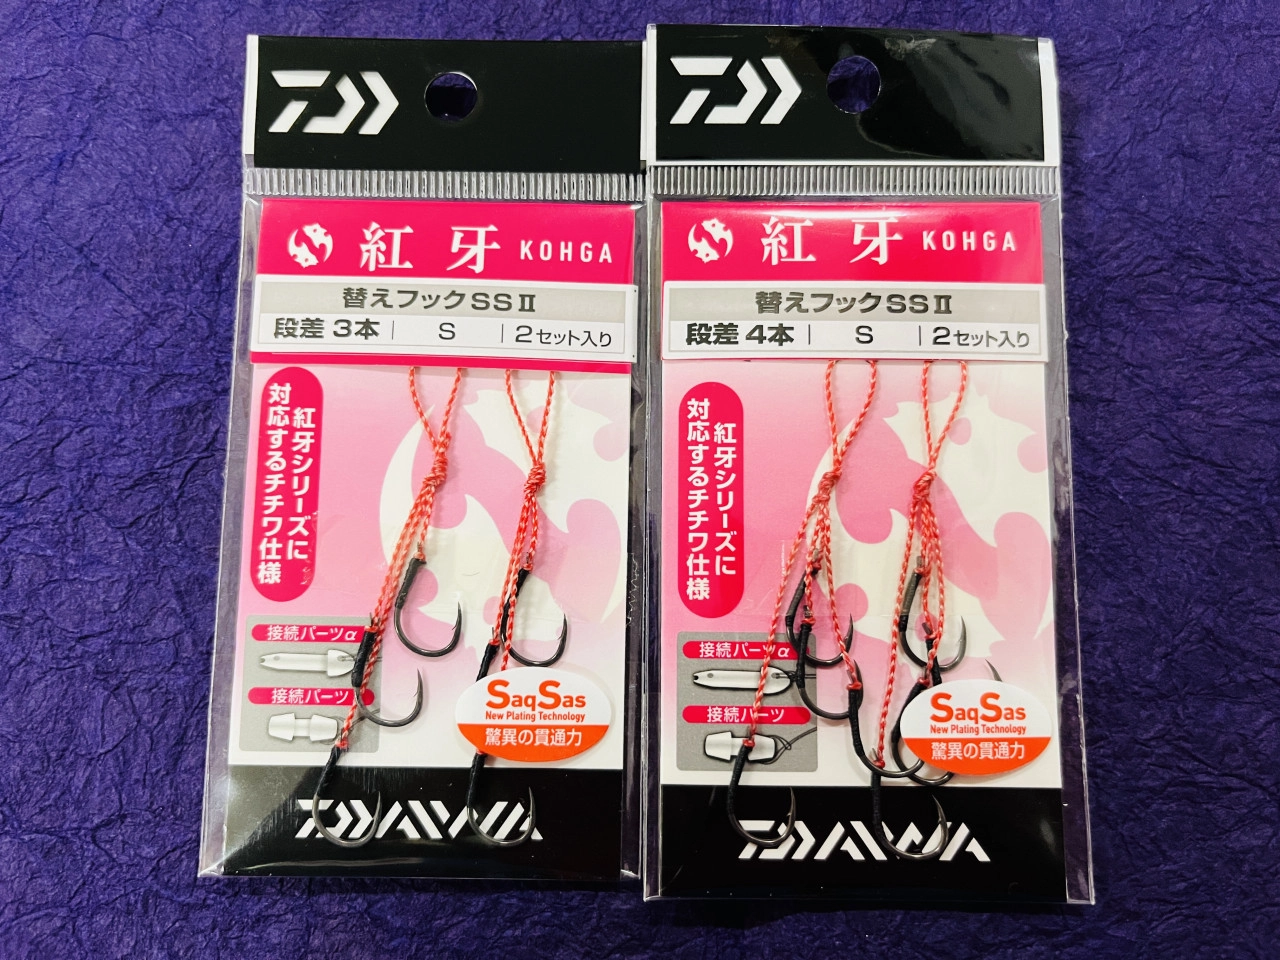 紅牙 KOHGA
替えフックSSⅡ
段差3本 S 2セット入り
紅牙シリーズに
対応するチチワ仕様
接続パーツα
接続パーツ
SaqSas
New Plating Technology
驚異の貫通力
DAIWA
紅牙 KOHGA
替えフックSSⅡ
段差4本 S 2セット入り
紅牙シリーズに
対応するチチワ仕様
接続パーツα
接続パーツ
SaqSas
New Plating Technology
驚異の貫通力
DAIWA